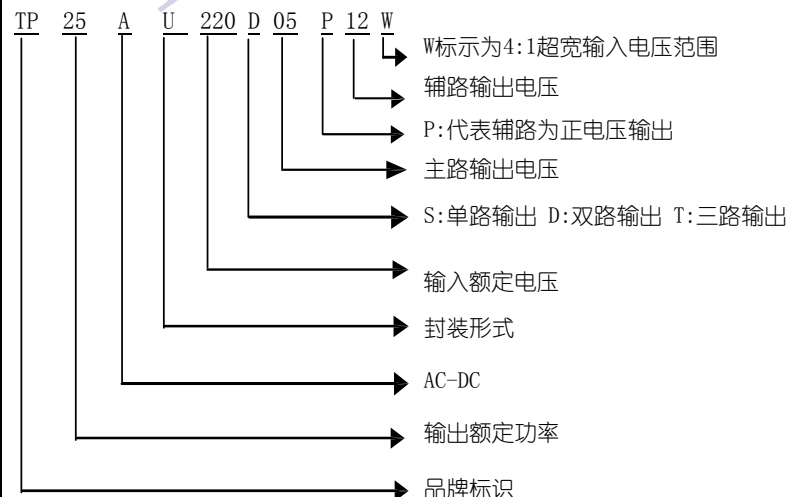 TP 25 A U 220 D 05 P 12 W
W标示为4:1超宽输入电压范围
辅路输出电压
P:代表辅路为正电压输出
主路输出电压
S:单路输出 D:双路输出 T:三路输出
输入额定电压
封装形式
AC-DC
输出额定功率
品牌标识